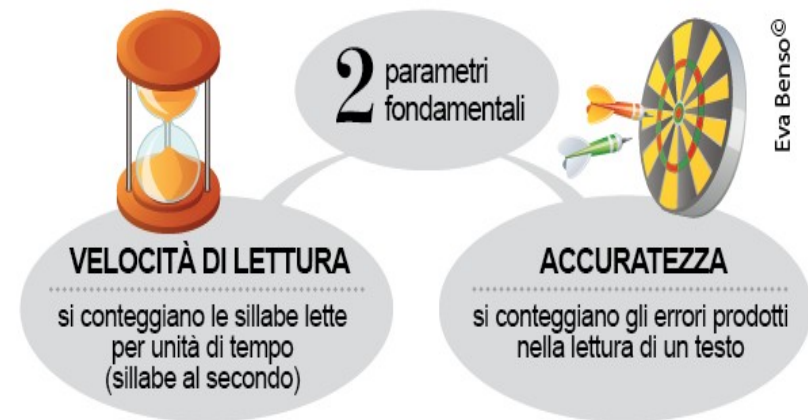 2 parametri
fondamentali
Eva Benso©
VELOCITÀ DI LETTURA
si conteggiano le sillabe lette
per unità di tempo
(sillabe al secondo)
ACCURATEZZA
si conteggiano gli errori prodotti
nella lettura di un testo